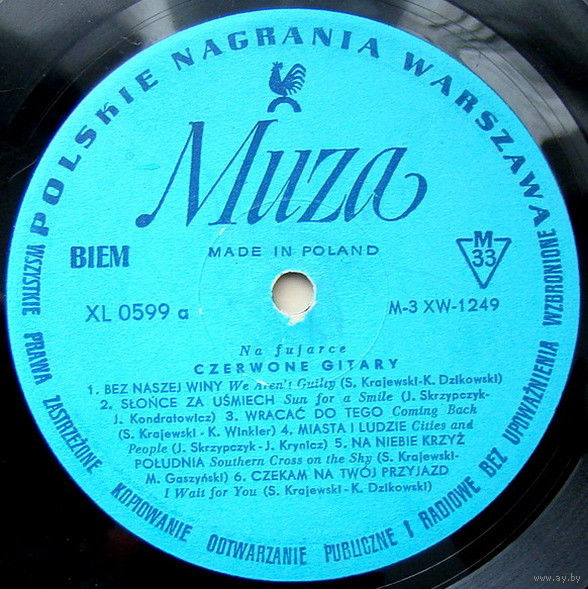 POLSKIE NAGRANIA WARSZAWA
Muza
MADE IN POLAND
BIEM
M
33
XL 0599 a
M-3 XW-1249
Na fujarce
CZERWONE GITARY
1. BEZ NASZEJ WINY We Aren't Guilty (S. Krajewski-K. Dzikowski)
2. SŁOŃCE ZA UŚMIECH Sun for a Smile (J. Skrzypczyk-
J. Kondratowicz) 3. WRACAĆ DO TEGO Coming Back
(S. Krajewski - K. Winkler) 4. MIASTA I LUDZIE Cities and
People (J. Skrzypczyk - J. Krynicz) 5. NA NIEBIE KRZYŻ
POŁUDNIA Southern Cross on the Sky (S. Krajewski-
M. Gaszyński) 6. CZEKAM NA TWÓJ PRZYJAZD
I Wait for You (S. Krajewski - K. Dzikowski)
WSZYSTKIE PRAWA ZASTRZEŻONE KOPIOWANIE ODTWARZANIE PUBLICZNE I RADIOWE BEZ UPOWAŻNIENIA WZBRONIONE
www.ay.by